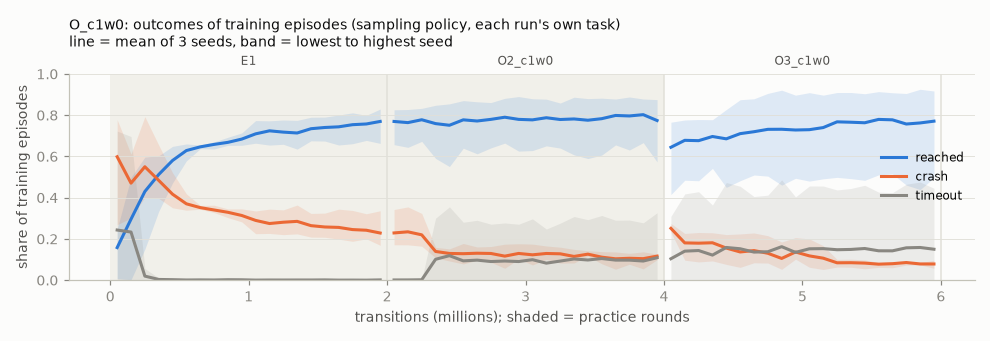 O_c1w0: outcomes of training episodes (sampling policy, each run's own task)
line = mean of 3 seeds, band = lowest to highest seed
E1 O2_c1w0 O3_c1w0
share of training episodes
1.0
0.8
0.6
0.4
0.2
0.0
reached
crash
timeout
0 1 2 3 4 5 6
transitions (millions); shaded = practice rounds